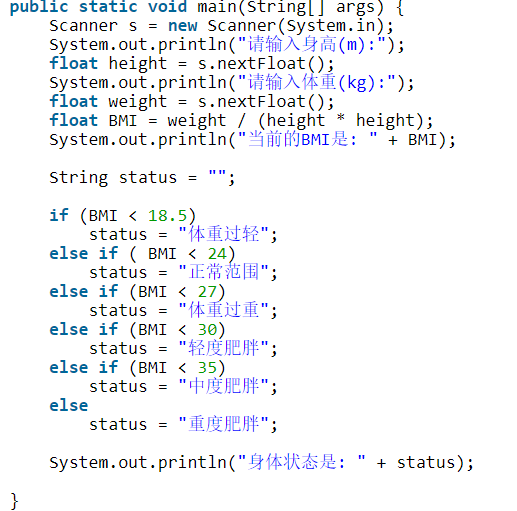 public static void main(String[] args) {
    Scanner s = new Scanner(System.in);
    System.out.println("请输入身高(m):");
    float height = s.nextFloat();
    System.out.println("请输入体重(kg):");
    float weight = s.nextFloat();
    float BMI = weight / (height * height);
    System.out.println("当前的BMI是: " + BMI);
    String status = "";
    if (BMI < 18.5)
        status = "体重过轻";
    else if ( BMI < 24)
        status = "正常范围";
    else if (BMI < 27)
        status = "体重过重";
    else if (BMI < 30)
        status = "轻度肥胖";
    else if (BMI < 35)
        status = "中度肥胖";
    else
        status = "重度肥胖";
    System.out.println("身体状态是: " + status);
}